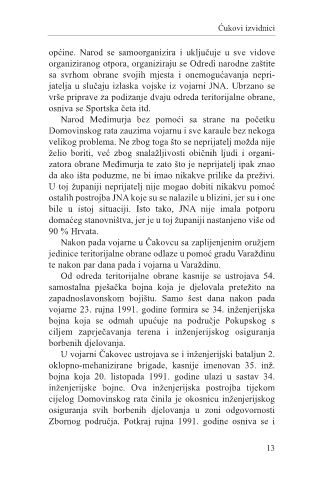 Ćukovi izvidnici
općine. Narod se samoorganizira i uključuje u sve vidove
organiziranog otpora, organiziraju se Odredi narodne zaštite
sa svrhom obrane svojih mjesta i onemogućavanja nepri-
jatelja u slučaju izlaska vojske iz vojarni JNA. Ubrzano se
vrše priprave za podizanje dvaju odreda teritorijalne obrane,
osniva se Sportska četa itd.
Narod Međimurja bez pomoći sa strane na početku
Domovinskog rata zauzima vojarnu i sve karaule bez nekoga
velikog problema. Ne zbog toga što se neprijatelj možda nije
želio boriti, već zbog snalažljivosti običnih ljudi i organi-
zatora obrane Međimurja te zato što je neprijatelj ipak znao
da ako išta poduzme, ne bi imao nikakve prilike da preživi.
U toj županiji neprijatelj nije mogao dobiti nikakvu pomoć
ostalih postrojba JNA koje su se nalazile u blizini, jer su i one
bile u istoj situaciji. Isto tako, JNA nije imala potporu
domaćeg stanovništva, jer je u toj županiji nastanjeno više od
90 % Hrvata.
Nakon pada vojarne u Čakovcu sa zaplijenjenim oružjem
jedinice teritorijalne obrane odlaze u pomoć gradu Varaždinu
te nakon par dana pada i vojarna u Varaždinu.
Od odreda teritorijalne obrane kasnije se ustrojava 54.
samostalna pješačka bojna koja je djelovala pretežito na
zapadnoslavonskom bojištu. Samo šest dana nakon pada
vojarne 23. rujna 1991. godine formira se 34. inženjerijska
bojna koja se odmah upućuje na područje Pokupskog s
ciljem zaprječavanja terena i inženjerijskog osiguranja
borbenih djelovanja.
U vojarni Čakovec ustrojava se i inženjerijski bataljun 2.
oklopno-mehanizirane brigade, kasnije imenovan 35. inž.
bojna koja 20. listopada 1991. godine ulazi u sastav 34.
inženjerijske bojne. Ova inženjerijska postrojba tijekom
cijelog Domovinskog rata činila je okosnicu inženjerijskog
osiguranja svih borbenih djelovanja u zoni odgovornosti
Zbornog područja. Potkraj rujna 1991. godine osniva se i
13